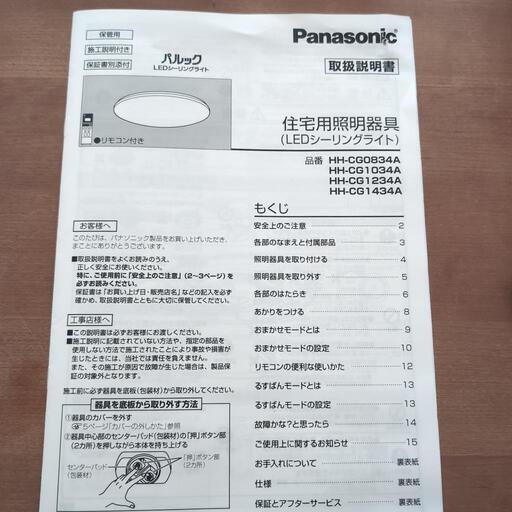 保管用
施工説明付き
保証書別添付
パルック
LEDシーリングライト
Panasonic
取扱説明書
●リモコン付き
住宅用照明器具
(LEDシーリングライト)
品番 HH-CG0834A
HH-CG1034A
HH-CG1234A
HH-CG1434A
お客様へ
このたびは、パナソニック製品をお買い上げいただき、
まことにありがとうございます。
■取扱説明書をよくお読みのうえ、
正しく安全にお使いください。
特に、ご使用前に「安全上のご注意」(2~3ページ)を
必ずお読みください。
保証書は「お買い上げ日・販売店名」などの記入を必ず
確かめ、取扱説明書とともに大切に保管してください。
工事店様へ
■この説明書は必ずお客様にお渡しください。
■施工説明に記載されていない方法や、指定の部品を
使用しない方法で施工されたことにより事故や損害が
生じたときには、当社では責任を負えません。
また、その施工が原因で故障が生じた場合は、製品保
証の対象外となります。
施工前に必ず器具を底板(包装材)から取り外してください。
器具を底板から取り外す方法
①器具のカバーを外す
5ページ「カバーの外しかた」参照
②器具中心部のセンターパッド(包装材)の「押」ボタン部
(2カ所)を押しながら本体を持ち上げる
センターパッド
(包装材)
「押」ボタン部
(2カ所)
もくじ
安全上のご注意 2
各部のなまえと付属部品 3
照明器具を取り付ける 4
照明器具を取り外す 5
各部のはたらき 6
あかりをつける 8
おまかせモードとは 9
おまかせモードの設定 10
リモコンの便利な使いかた 12
るすばんモードとは 13
るすばんモードの設定 13
故障かな?と思ったら 14
ご使用上に関するお知らせ 15
お手入れについて 裏表紙
仕様 裏表紙
保証とアフターサービス 裏表紙